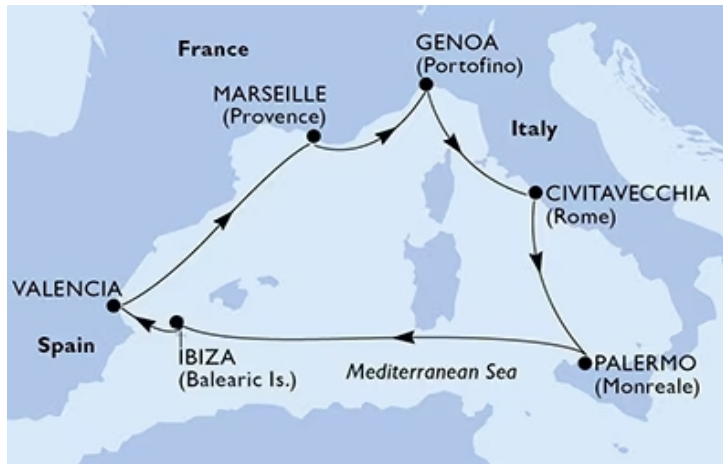 France
GENOA
(Portofino)
MARSEILLE
(Provence)
Italy
CIVITAVECCHIA
(Rome)
VALENCIA
Spain
IBIZA
(Balearic Is.)
Mediterranean Sea
PALERMO
(Monreale)